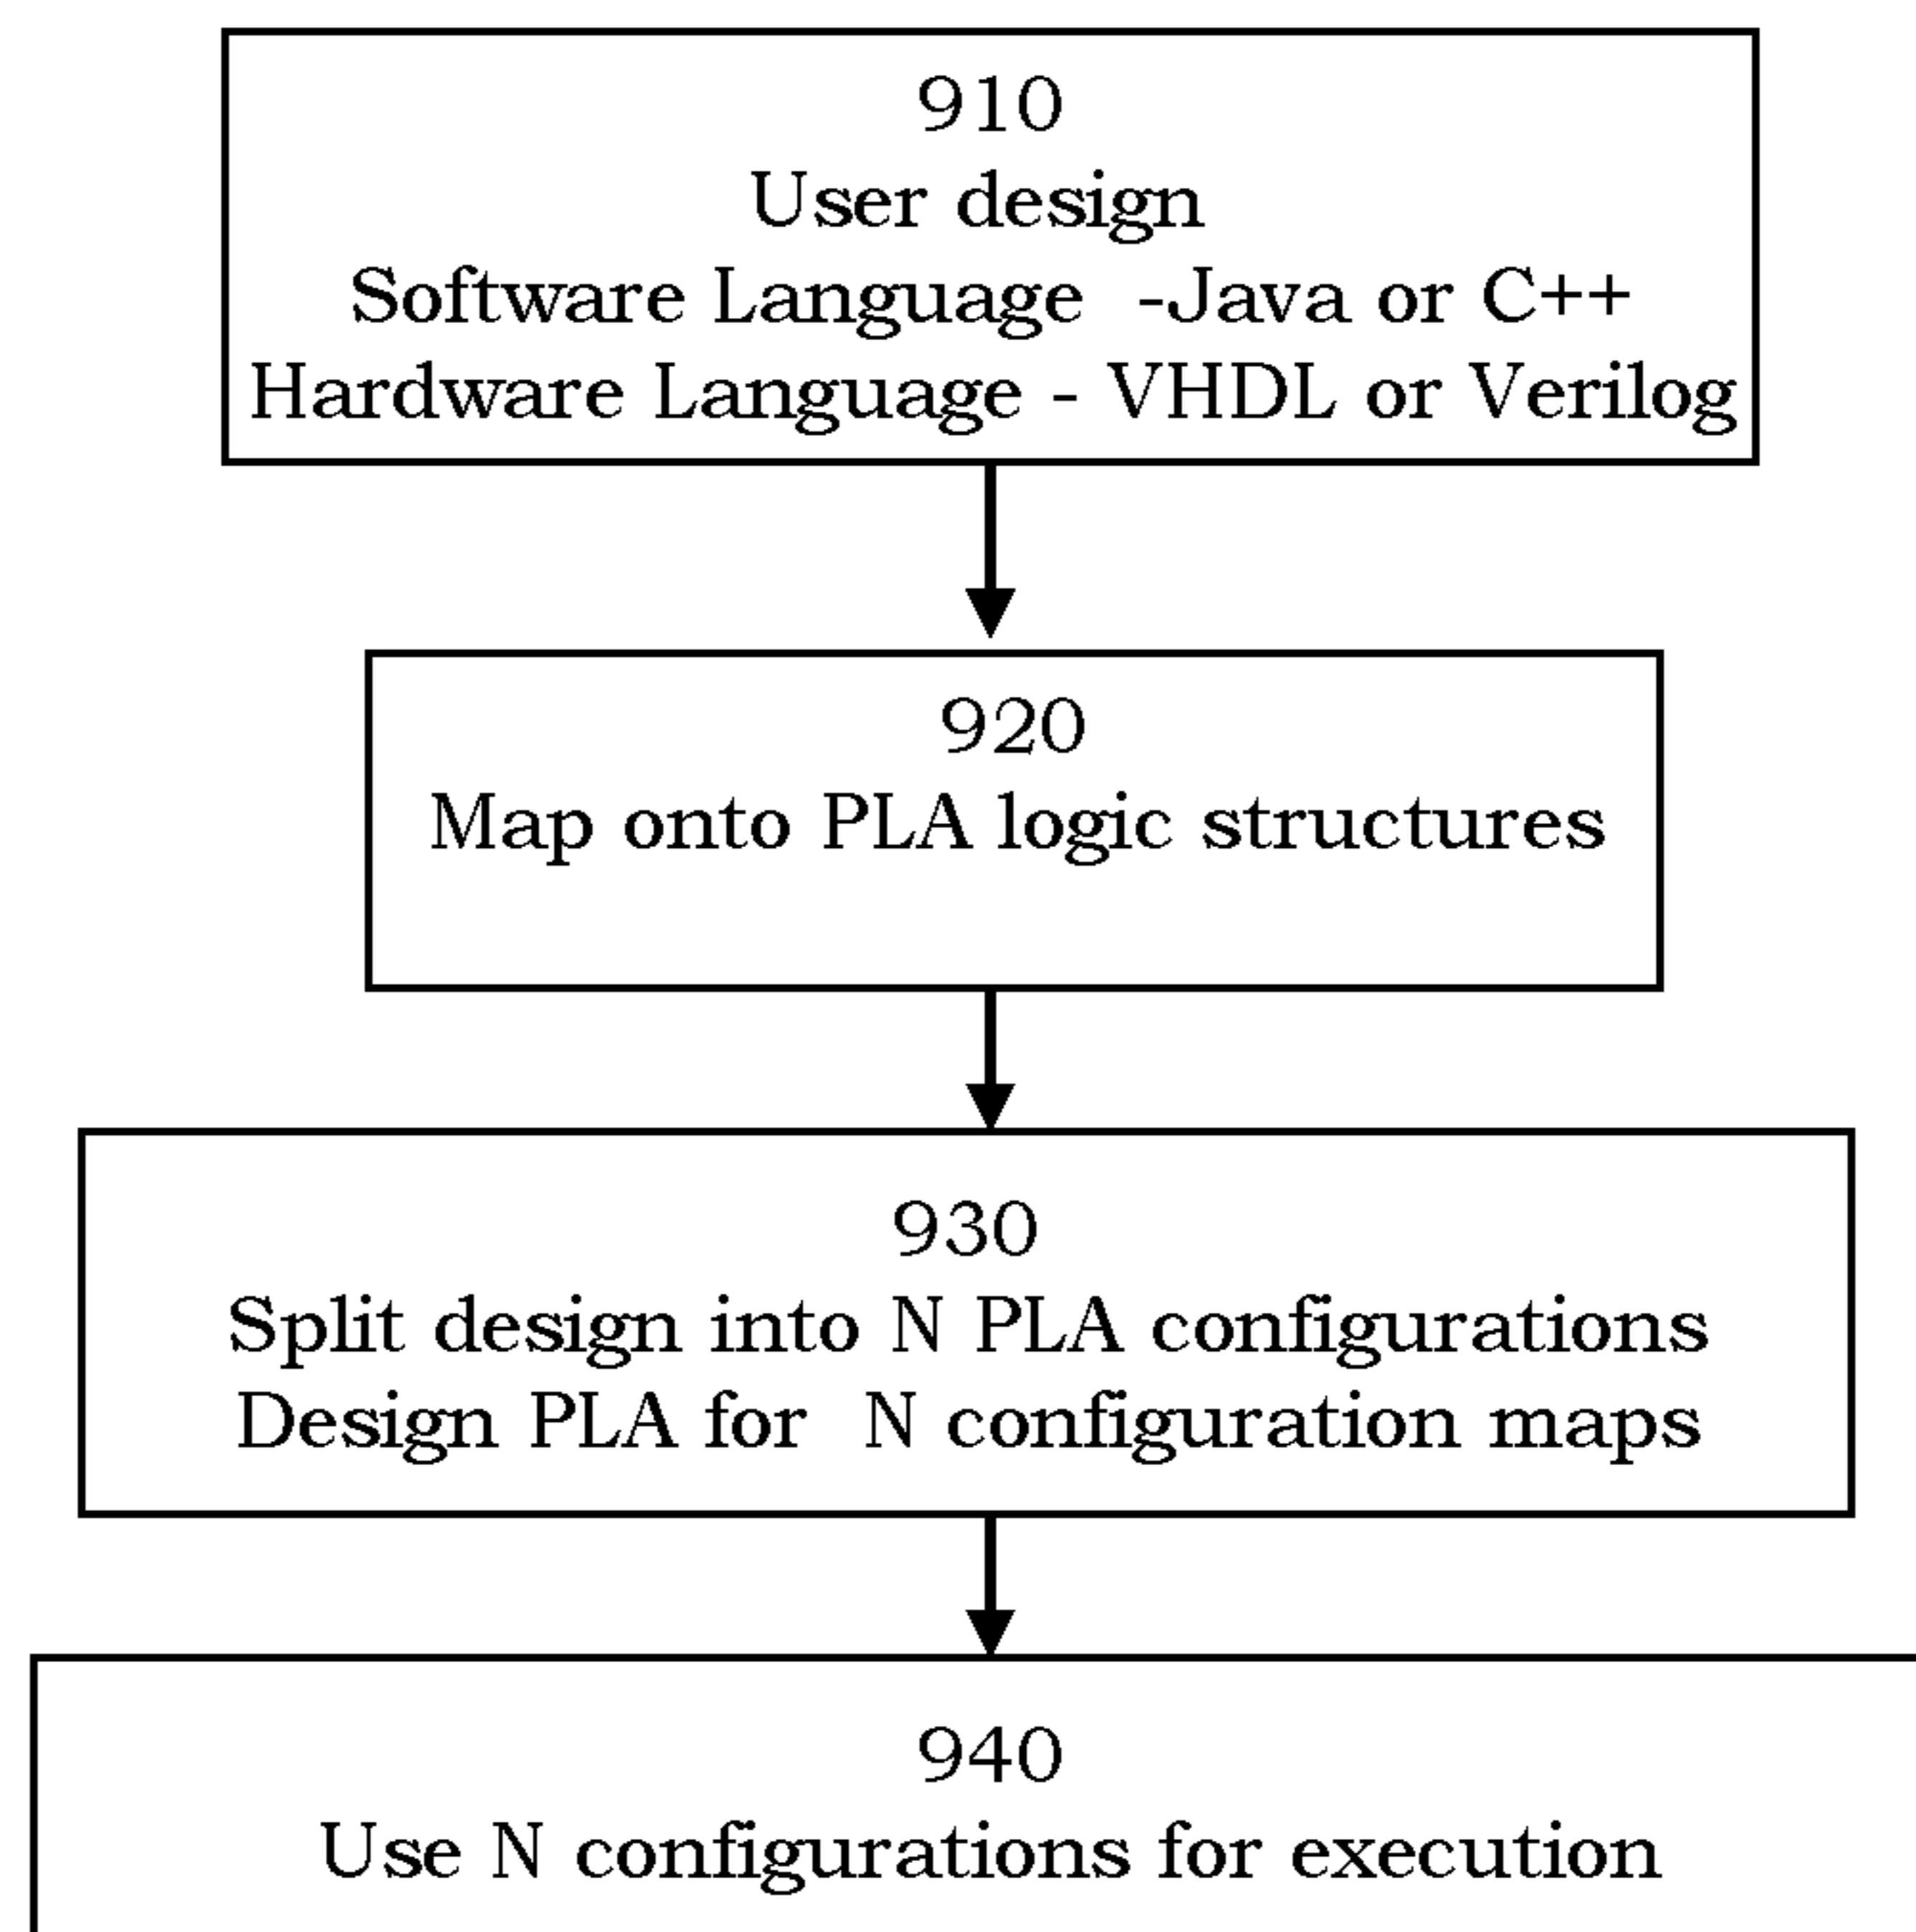 910
User design
Software Language -Java or C++
Hardware Language - VHDL or Verilog
920
Map onto PLA logic structures
930
Split design into N PLA configurations
Design PLA for N configuration maps
940
Use N configurations for execution